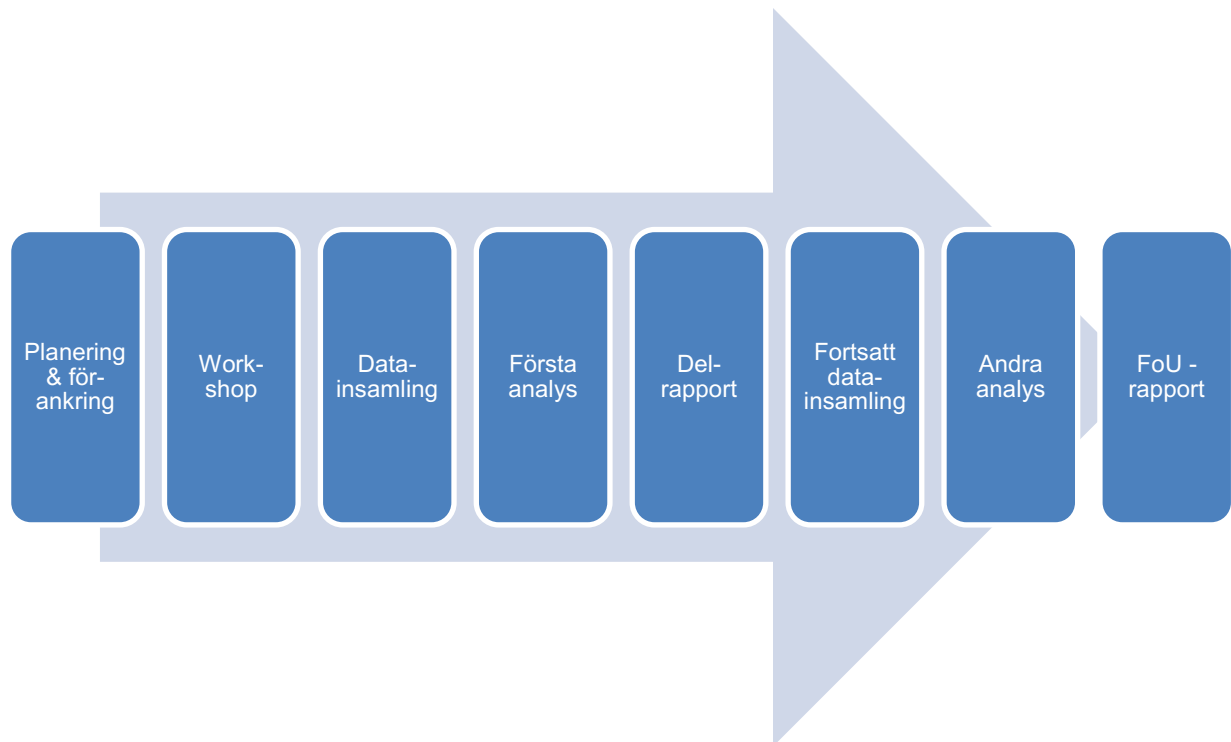 Planering
& för-
ankring
Work-
shop
Data-
insamling
Första
analys
Del-
rapport
Fortsatt
data-
insamling
Andra
analys
FoU -
rapport